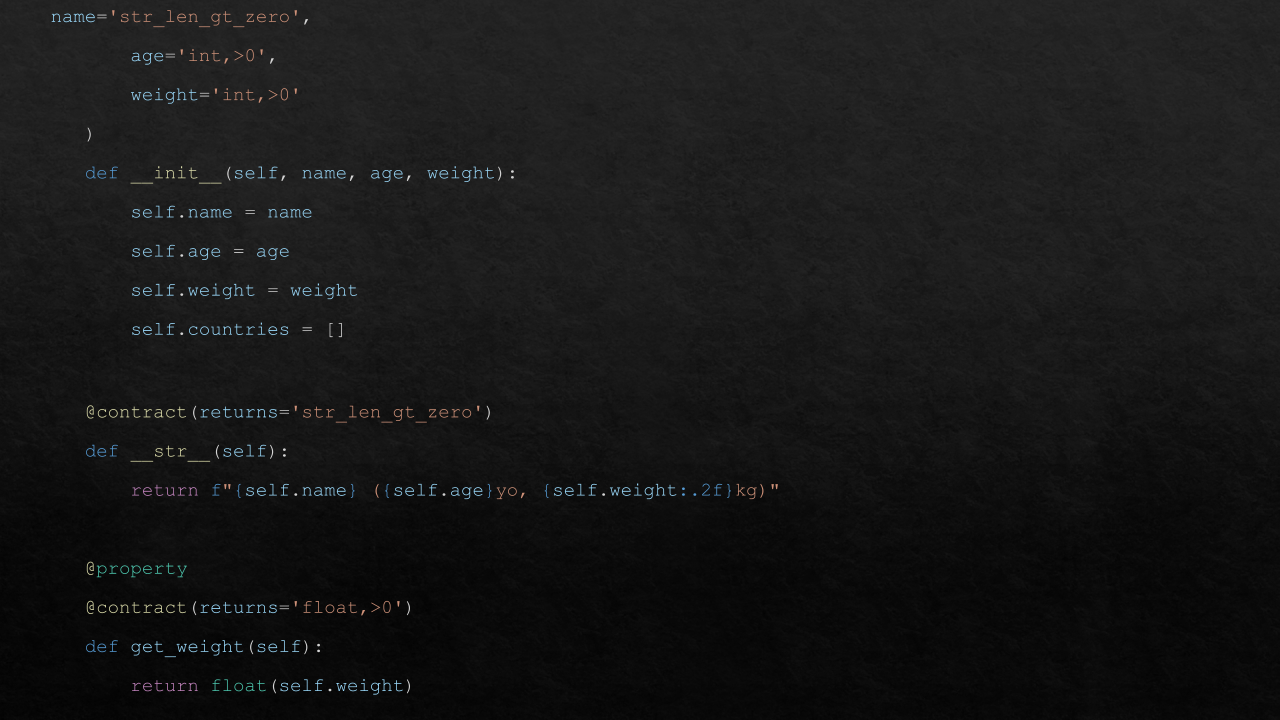 name='str_len_gt_zero',
age='int,>0',
weight='int,>0'
)
def __init__(self, name, age, weight):
self.name = name
self.age = age
self.weight = weight
self.countries = []
@contract(returns='str_len_gt_zero')
def __str__(self):
return f"{self.name} ({self.age}yo, {self.weight:.2f}kg)"
@property
@contract(returns='float,>0')
def get_weight(self):
return float(self.weight)